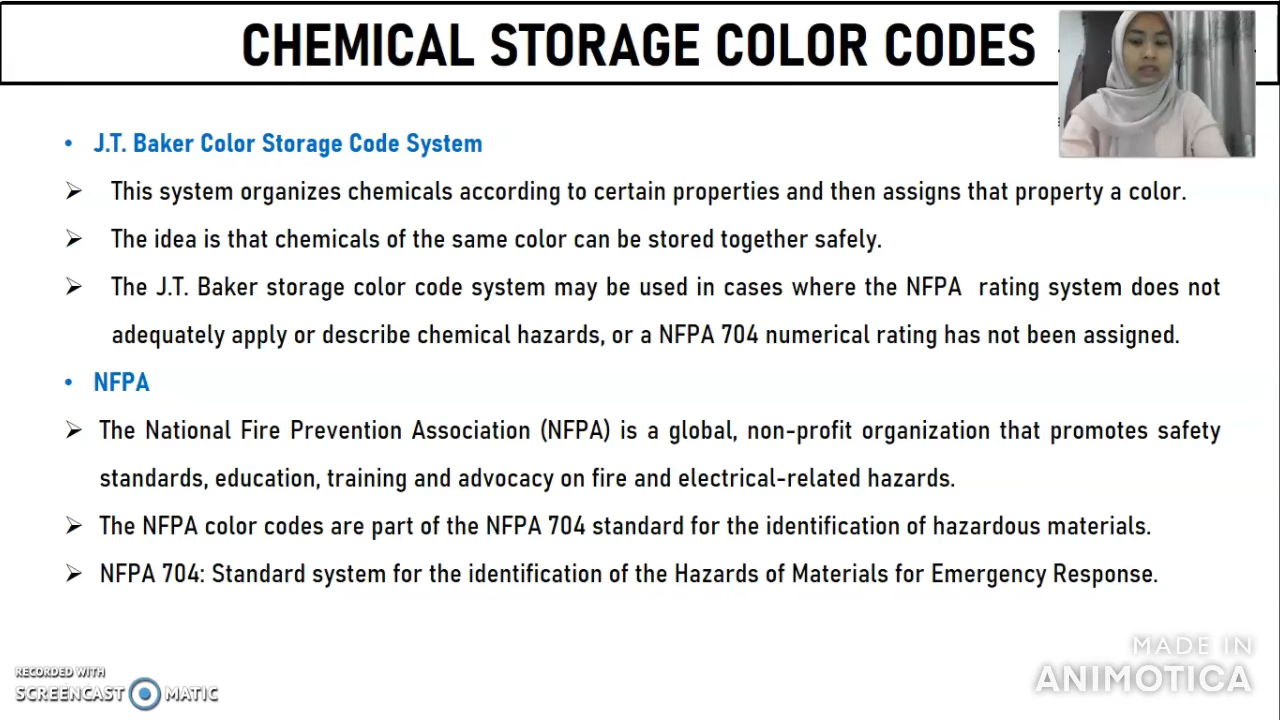 CHEMICAL STORAGE COLOR CODES
• J.T. Baker Color Storage Code System
➢ This system organizes chemicals according to certain properties and then assigns that property a color.
➢ The idea is that chemicals of the same color can be stored together safely.
➢ The J.T. Baker storage color code system may be used in cases where the NFPA rating system does not
adequately apply or describe chemical hazards, or a NFPA 704 numerical rating has not been assigned.
• NFPA
➢ The National Fire Prevention Association (NFPA) is a global, non-profit organization that promotes safety
standards, education, training and advocacy on fire and electrical-related hazards.
➢ The NFPA color codes are part of the NFPA 704 standard for the identification of hazardous materials.
➢ NFPA 704: Standard system for the identification of the Hazards of Materials for Emergency Response.
RECORDED WITH
SCREENCAST MATIC
MADE IN
ANIMOTICA